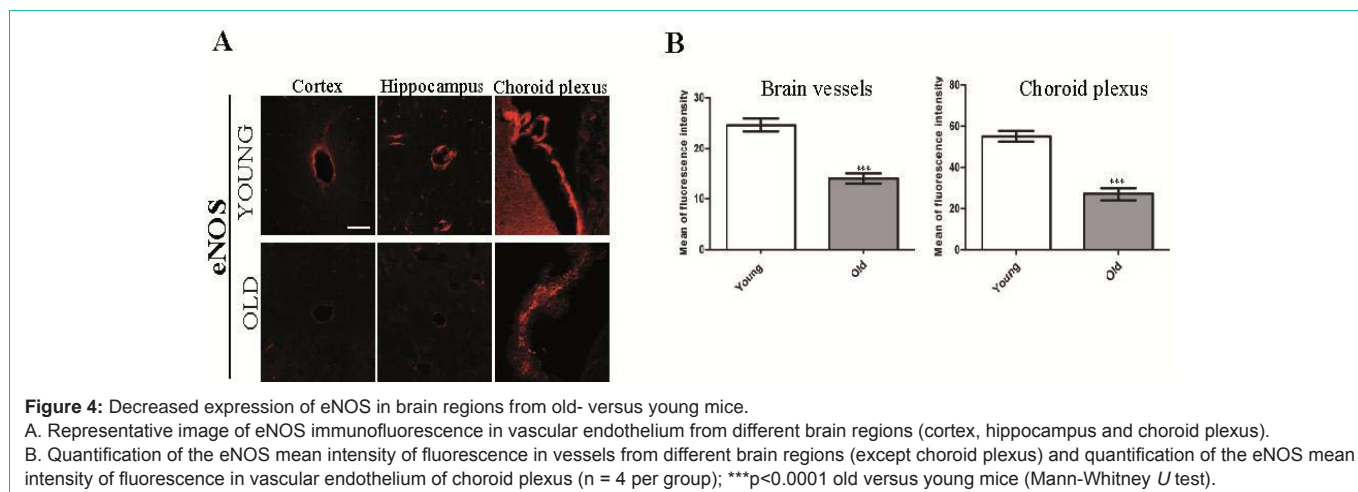 A
Cortex Hippocampus Choroid plexus
eNOS
YOUNG
OLD
B
Brain vessels
Mean of fluorescence intensity
30
20
10
0
***
Young Old
Choroid plexus
Mean of fluorescence intensity
80
60
40
20
0
***
Young Old
Figure 4: Decreased expression of eNOS in brain regions from old- versus young mice.
A. Representative image of eNOS immunofluorescence in vascular endothelium from different brain regions (cortex, hippocampus and choroid plexus).
B. Quantification of the eNOS mean intensity of fluorescence in vessels from different brain regions (except choroid plexus) and quantification of the eNOS mean
intensity of fluorescence in vascular endothelium of choroid plexus (n = 4 per group); ***p<0.0001 old versus young mice (Mann-Whitney U test).